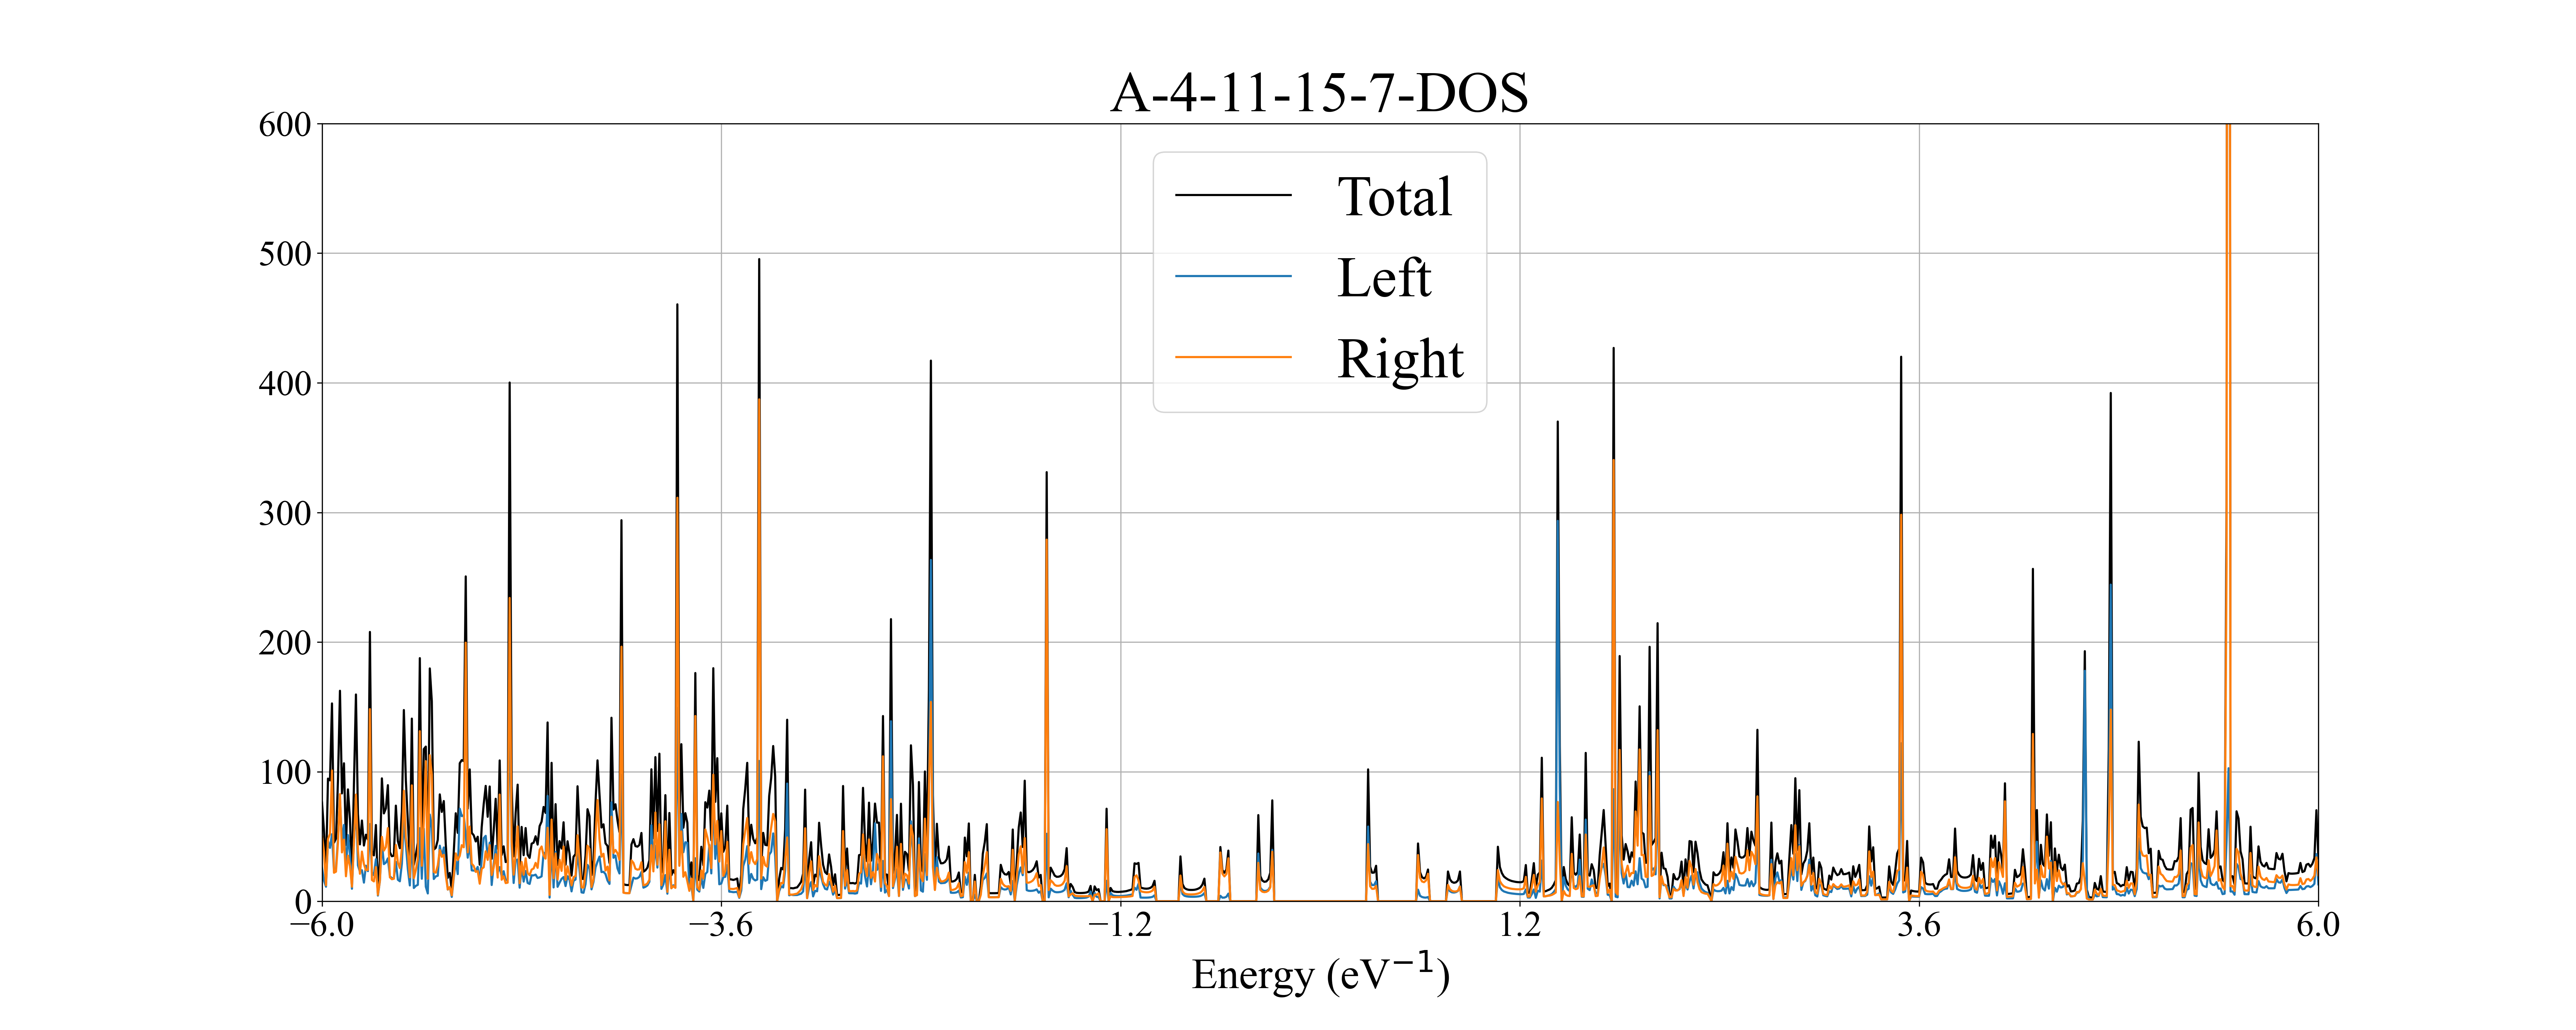 A-4-11-15-7-DOS
600
500
400
300
200
100
0
Total
Left
Right
−6.0 −3.6 −1.2 1.2 3.6 6.0
Energy (eV⁻¹)